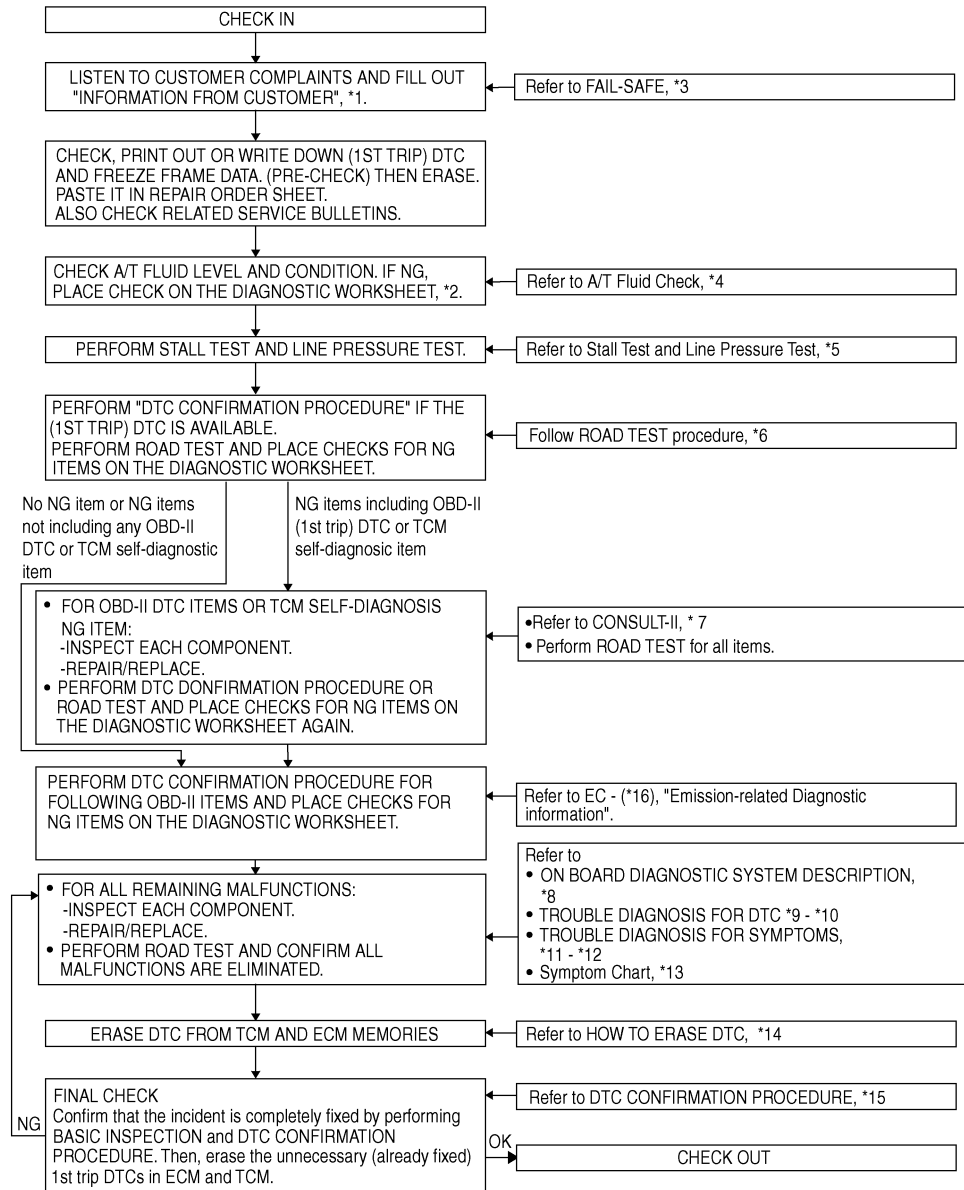 CHECK IN
LISTEN TO CUSTOMER COMPLAINTS AND FILL OUT
"INFORMATION FROM CUSTOMER", *1.
Refer to FAIL-SAFE, *3
CHECK, PRINT OUT OR WRITE DOWN (1ST TRIP) DTC
AND FREEZE FRAME DATA. (PRE-CHECK) THEN ERASE.
PASTE IT IN REPAIR ORDER SHEET.
ALSO CHECK RELATED SERVICE BULLETINS.
CHECK A/T FLUID LEVEL AND CONDITION. IF NG,
PLACE CHECK ON THE DIAGNOSTIC WORKSHEET, *2.
Refer to A/T Fluid Check, *4
PERFORM STALL TEST AND LINE PRESSURE TEST.
Refer to Stall Test and Line Pressure Test, *5
PERFORM "DTC CONFIRMATION PROCEDURE" IF THE
(1ST TRIP) DTC IS AVAILABLE.
PERFORM ROAD TEST AND PLACE CHECKS FOR NG
ITEMS ON THE DIAGNOSTIC WORKSHEET.
Follow ROAD TEST procedure, *6
No NG item or NG items
not including any OBD-II
DTC or TCM self-diagnostic
item
NG items including OBD-II
(1st trip) DTC or TCM
self-diagnosic item
• FOR OBD-II DTC ITEMS OR TCM SELF-DIAGNOSIS
NG ITEM:
-INSPECT EACH COMPONENT.
-REPAIR/REPLACE.
• PERFORM DTC DONFIRMATION PROCEDURE OR
ROAD TEST AND PLACE CHECKS FOR NG ITEMS ON
THE DIAGNOSTIC WORKSHEET AGAIN.
•Refer to CONSULT-II, * 7
• Perform ROAD TEST for all items.
PERFORM DTC CONFIRMATION PROCEDURE FOR
FOLLOWING OBD-II ITEMS AND PLACE CHECKS FOR
NG ITEMS ON THE DIAGNOSTIC WORKSHEET.
Refer to EC - (*16), "Emission-related Diagnostic
information".
• FOR ALL REMAINING MALFUNCTIONS:
-INSPECT EACH COMPONENT.
-REPAIR/REPLACE.
• PERFORM ROAD TEST AND CONFIRM ALL
MALFUNCTIONS ARE ELIMINATED.
Refer to
• ON BOARD DIAGNOSTIC SYSTEM DESCRIPTION,
*8
• TROUBLE DIAGNOSIS FOR DTC *9 - *10
• TROUBLE DIAGNOSIS FOR SYMPTOMS,
*11 - *12
• Symptom Chart, *13
ERASE DTC FROM TCM AND ECM MEMORIES
Refer to HOW TO ERASE DTC, *14
FINAL CHECK
Confirm that the incident is completely fixed by performing
BASIC INSPECTION and DTC CONFIRMATION
PROCEDURE. Then, erase the unnecessary (already fixed)
1st trip DTCs in ECM and TCM.
Refer to DTC CONFIRMATION PROCEDURE, *15
NG
OK
CHECK OUT